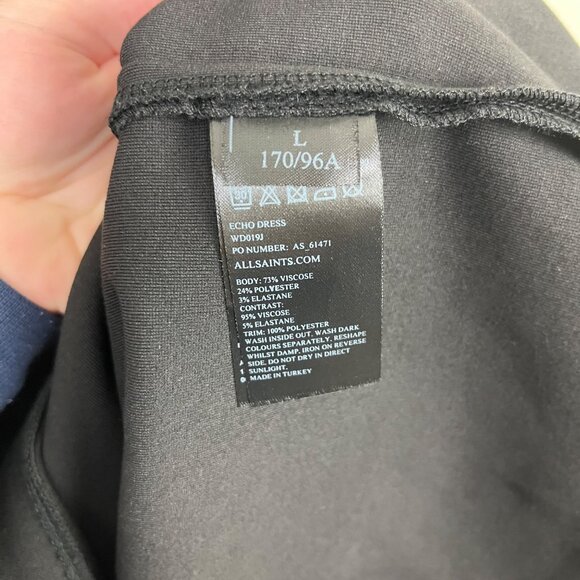 L
170/96A
30
ECHO DRESS
WD019J
PO NUMBER: AS_61471
ALLSAINTS.COM
BODY: 73% VISCOSE
24% POLYESTER
3% ELASTANE
CONTRAST:
95% VISCOSE
5% ELASTANE
TRIM: 100% POLYESTER
WASH INSIDE OUT. WASH DARK
COLOURS SEPARATELY. RESHAPE
WHILST DAMP. IRON ON REVERSE
SIDE. DO NOT DRY IN DIRECT
SUNLIGHT.
MADE IN TURKEY